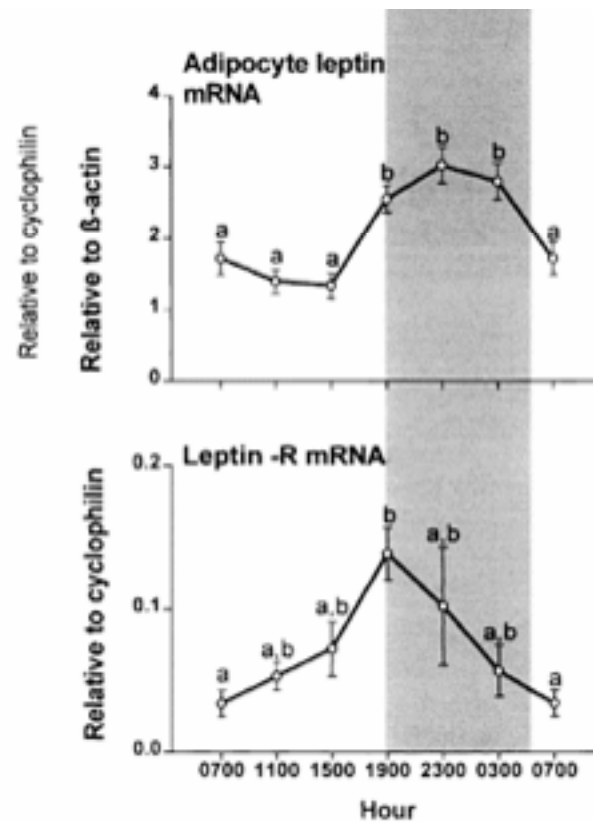 Adipocyte leptin
mRNA
Relative to cyclophilin
Relative to ß-actin
4
3
2
1
0
a
a
a
b
b
b
a
Leptin -R mRNA
Relative to cyclophilin
0.2
0.1
0.0
a
a,b
a,b
b
a,b
a,b
a
0700 1100 1500 1900 2300 0300 0700
Hour